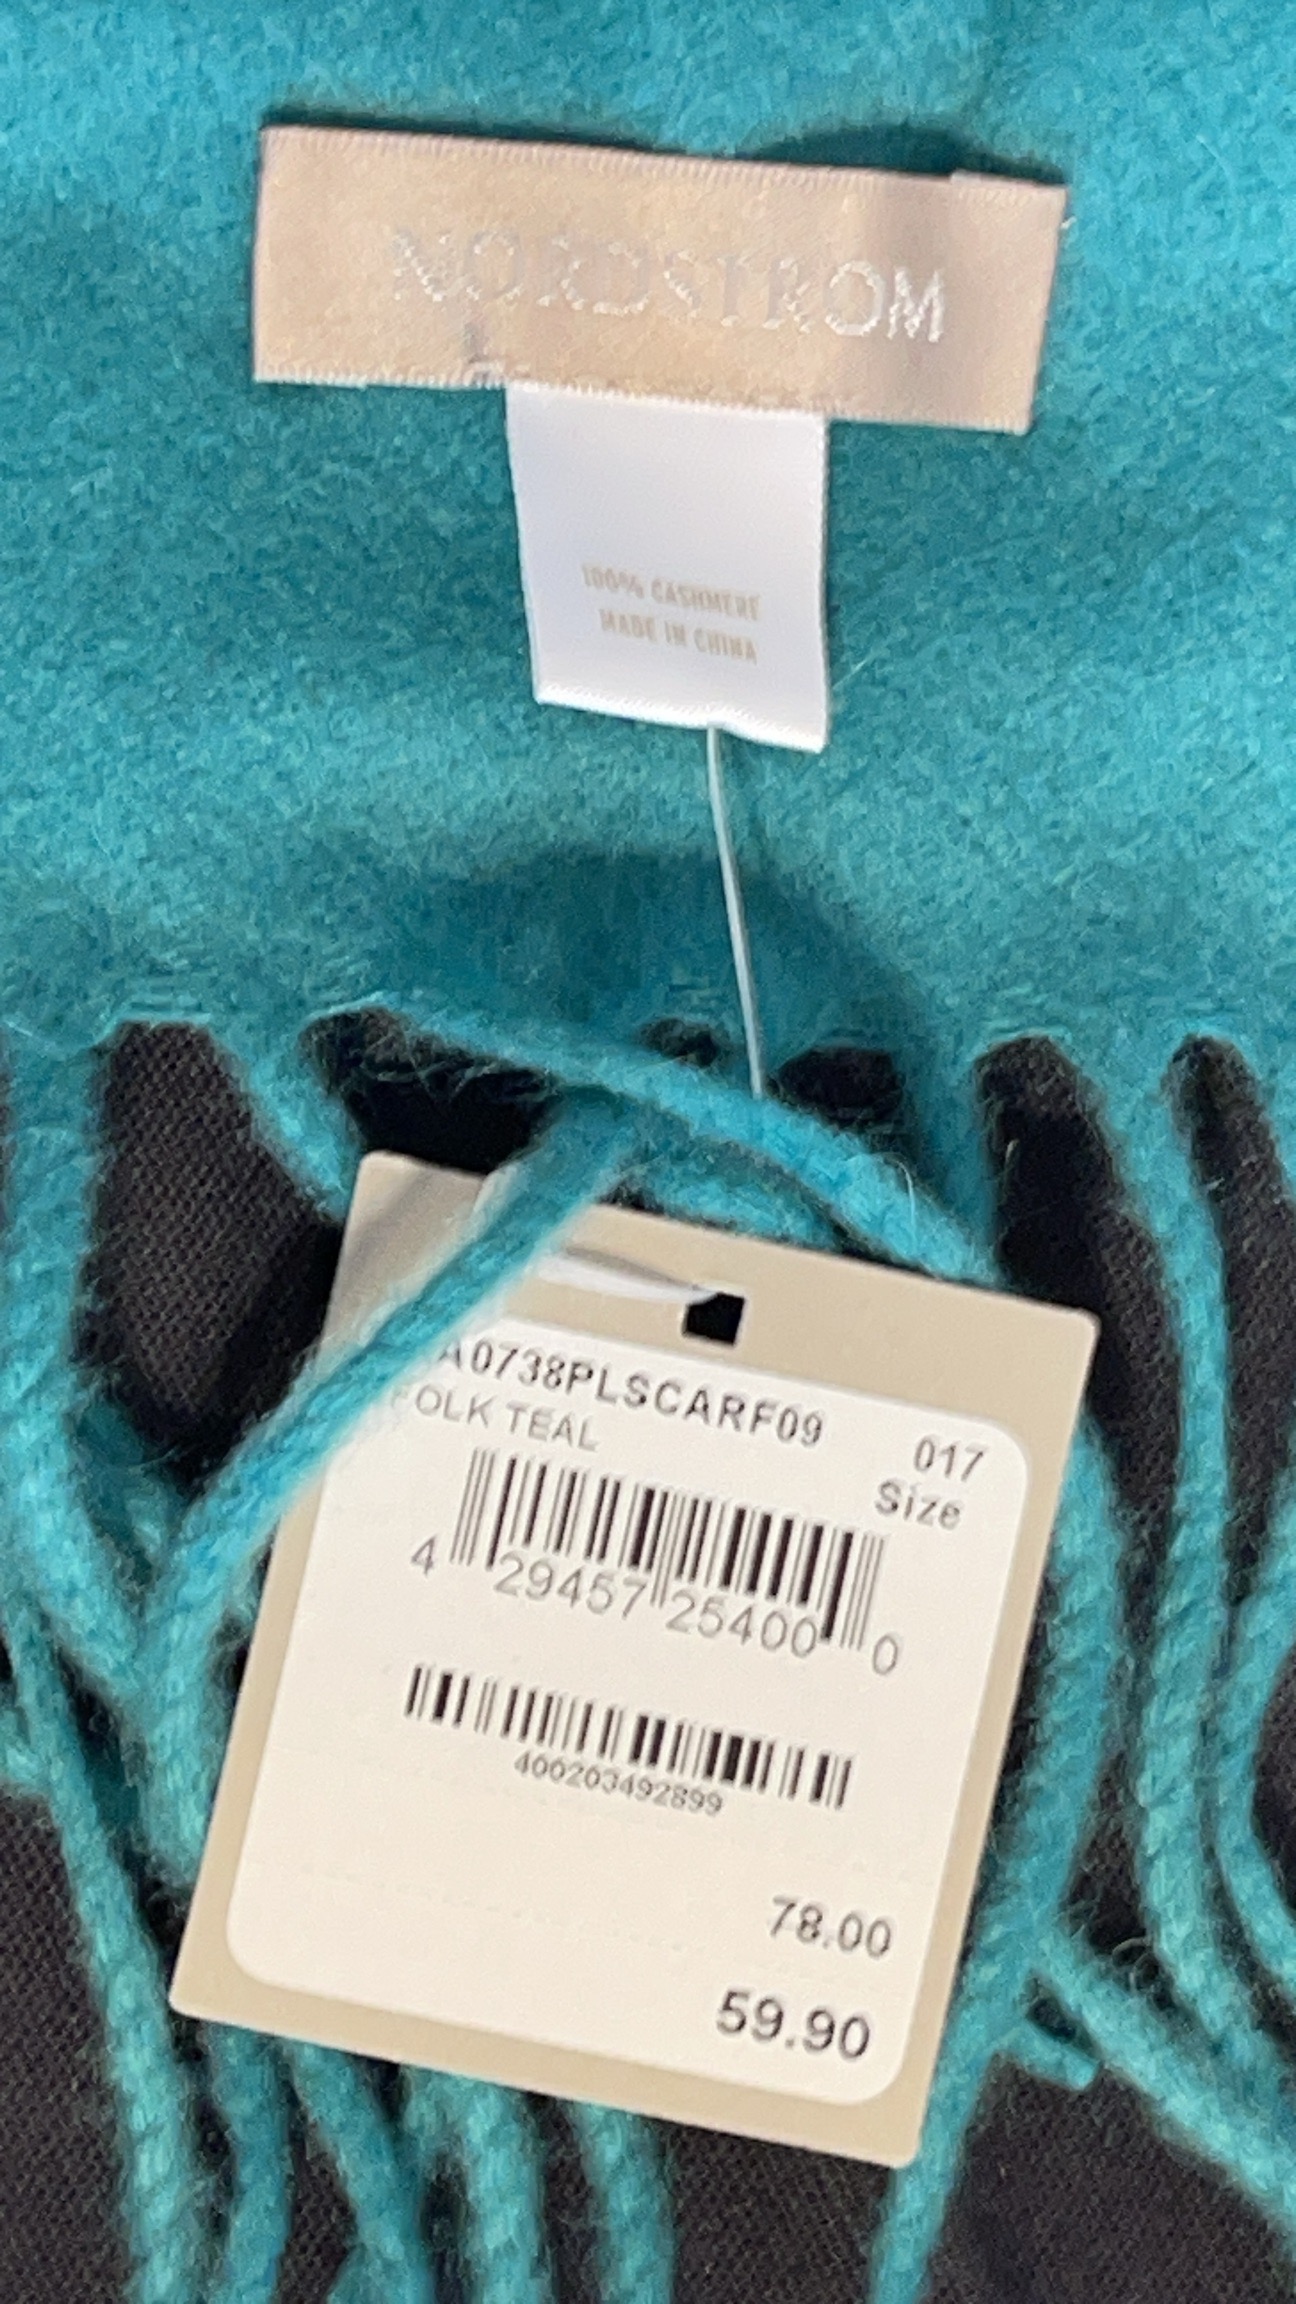 NORDSTROM
100% CASHMERE
MADE IN CHINA
A0738PLSCARF09
FOLK TEAL
017
Size
4 29457 25400 0
400203492899
78.00
59.90